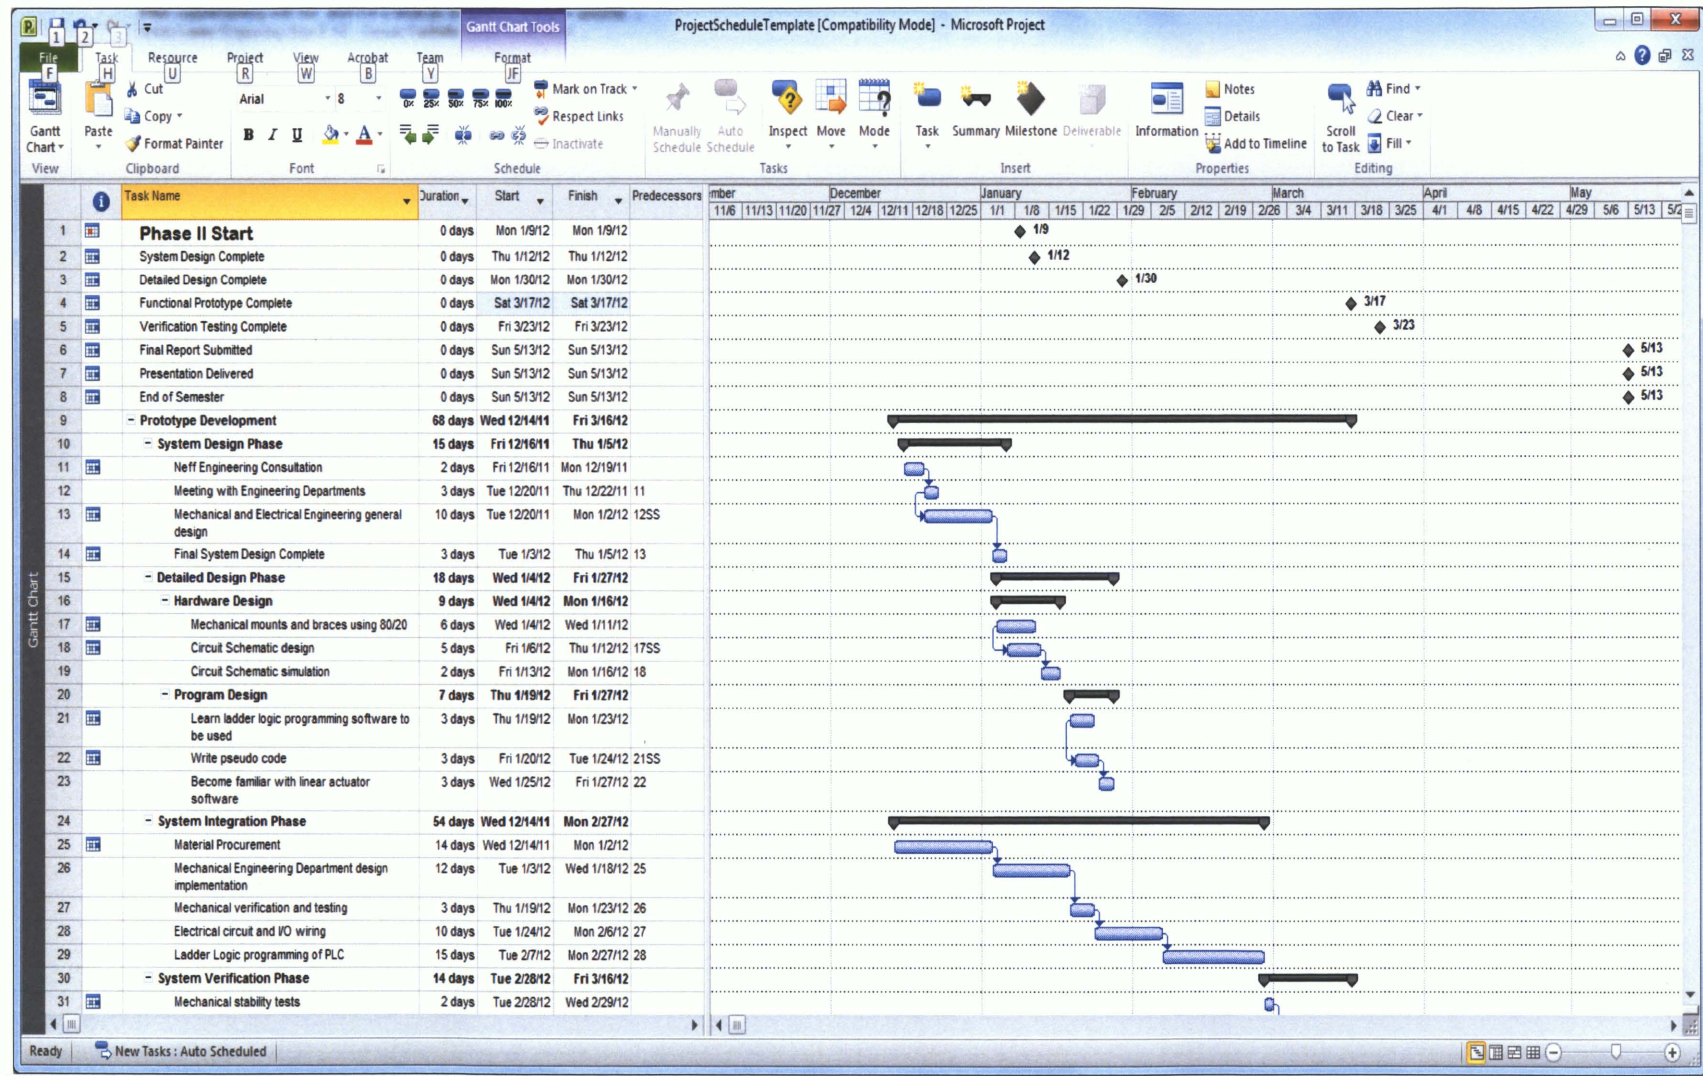 ProjectScheduleTemplate [Compatibility Mode] - Microsoft Project
Gantt Chart Tools
1 2 3
File Task Resource Project View Acrobat Team Format
F H U R W B Y JF
Cut
Copy
Format Painter
Paste
Gantt Chart
Arial 8
B I U A
0% 25% 50% 75% 100%
Mark on Track
Respect Links
Inactivate
Manually Schedule
Auto Schedule
Inspect Move Mode
Task Summary Milestone Deliverable
Information
Notes
Details
Add to Timeline
Scroll to Task
Find
Clear
Fill
View Clipboard Font Schedule Tasks Insert Properties Editing
Task Name Duration Start Finish Predecessors
mber December January February March April May
11/6 11/13 11/20 11/27 12/4 12/11 12/18 12/25 1/1 1/8 1/15 1/22 1/29 2/5 2/12 2/19 2/26 3/4 3/11 3/18 3/25 4/1 4/8 4/15 4/22 4/29 5/6 5/13 5/2
1 Phase II Start 0 days Mon 1/9/12 Mon 1/9/12 1/9
2 System Design Complete 0 days Thu 1/12/12 Thu 1/12/12 1/12
3 Detailed Design Complete 0 days Mon 1/30/12 Mon 1/30/12 1/30
4 Functional Prototype Complete 0 days Sat 3/17/12 Sat 3/17/12 3/17
5 Verification Testing Complete 0 days Fri 3/23/12 Fri 3/23/12 3/23
6 Final Report Submitted 0 days Sun 5/13/12 Sun 5/13/12 5/13
7 Presentation Delivered 0 days Sun 5/13/12 Sun 5/13/12 5/13
8 End of Semester 0 days Sun 5/13/12 Sun 5/13/12 5/13
9 Prototype Development 68 days Wed 12/14/11 Fri 3/16/12
10 System Design Phase 15 days Fri 12/16/11 Thu 1/5/12
11 Neff Engineering Consultation 2 days Fri 12/16/11 Mon 12/19/11
12 Meeting with Engineering Departments 3 days Tue 12/20/11 Thu 12/22/11 11
13 Mechanical and Electrical Engineering general 10 days Tue 12/20/11 Mon 1/2/12 12SS
design
14 Final System Design Complete 3 days Tue 1/3/12 Thu 1/5/12 13
15 Detailed Design Phase 18 days Wed 1/4/12 Fri 1/27/12
16 Hardware Design 9 days Wed 1/4/12 Mon 1/16/12
17 Mechanical mounts and braces using 80/20 6 days Wed 1/4/12 Wed 1/11/12
18 Circuit Schematic design 5 days Fri 1/6/12 Thu 1/12/12 17SS
19 Circuit Schematic simulation 2 days Fri 1/13/12 Mon 1/16/12 18
20 Program Design 7 days Thu 1/19/12 Fri 1/27/12
21 Learn ladder logic programming software to 3 days Thu 1/19/12 Mon 1/23/12
be used
22 Write pseudo code 3 days Fri 1/20/12 Tue 1/24/12 21SS
23 Become familiar with linear actuator 3 days Wed 1/25/12 Fri 1/27/12 22
software
24 System Integration Phase 54 days Wed 12/14/11 Mon 2/27/12
25 Material Procurement 14 days Wed 12/14/11 Mon 1/2/12
26 Mechanical Engineering Department design 12 days Tue 1/3/12 Wed 1/18/12 25
implementation
27 Mechanical verification and testing 3 days Thu 1/19/12 Mon 1/23/12 26
28 Electrical circuit and I/O wiring 10 days Tue 1/24/12 Mon 2/6/12 27
29 Ladder Logic programming of PLC 15 days Tue 2/7/12 Mon 2/27/12 28
30 System Verification Phase 14 days Tue 2/28/12 Fri 3/16/12
31 Mechanical stability tests 2 days Tue 2/28/12 Wed 2/29/12
Gantt Chart
Ready New Tasks : Auto Scheduled